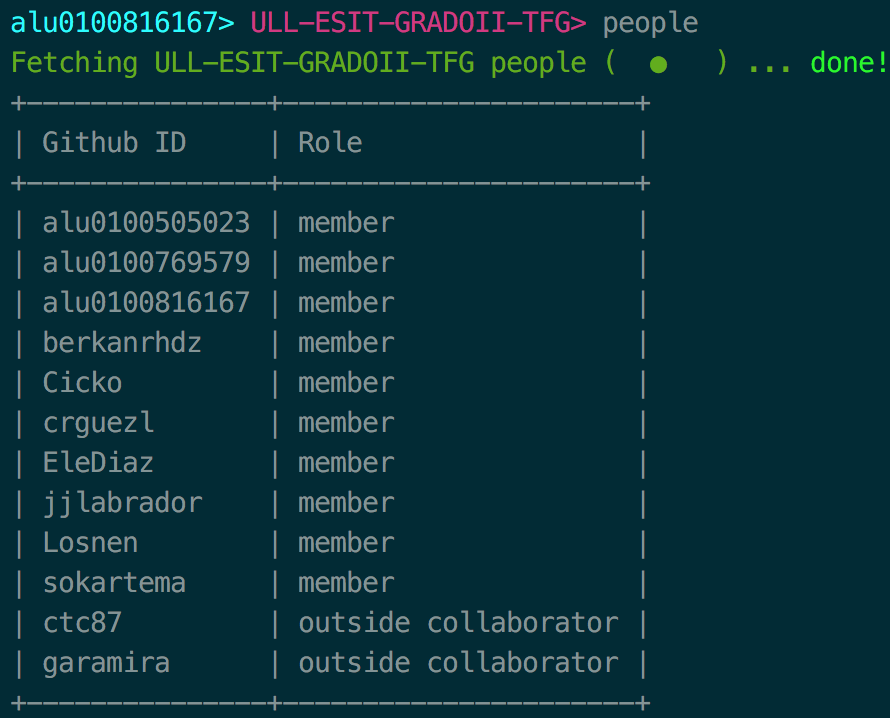 alu0100816167> ULL-ESIT-GRADOII-TFG> people
Fetching ULL-ESIT-GRADOII-TFG people (  ●   ) ... done!
+---------------+----------------------+
| Github ID     | Role                 |
+---------------+----------------------+
| alu0100505023 | member               |
| alu0100769579 | member               |
| alu0100816167 | member               |
| berkanrhdz    | member               |
| Cicko         | member               |
| crguezl       | member               |
| EleDiaz       | member               |
| jjlabrador    | member               |
| Losnen        | member               |
| sokartema     | member               |
| ctc87         | outside collaborator |
| garamira      | outside collaborator |
+---------------+----------------------+